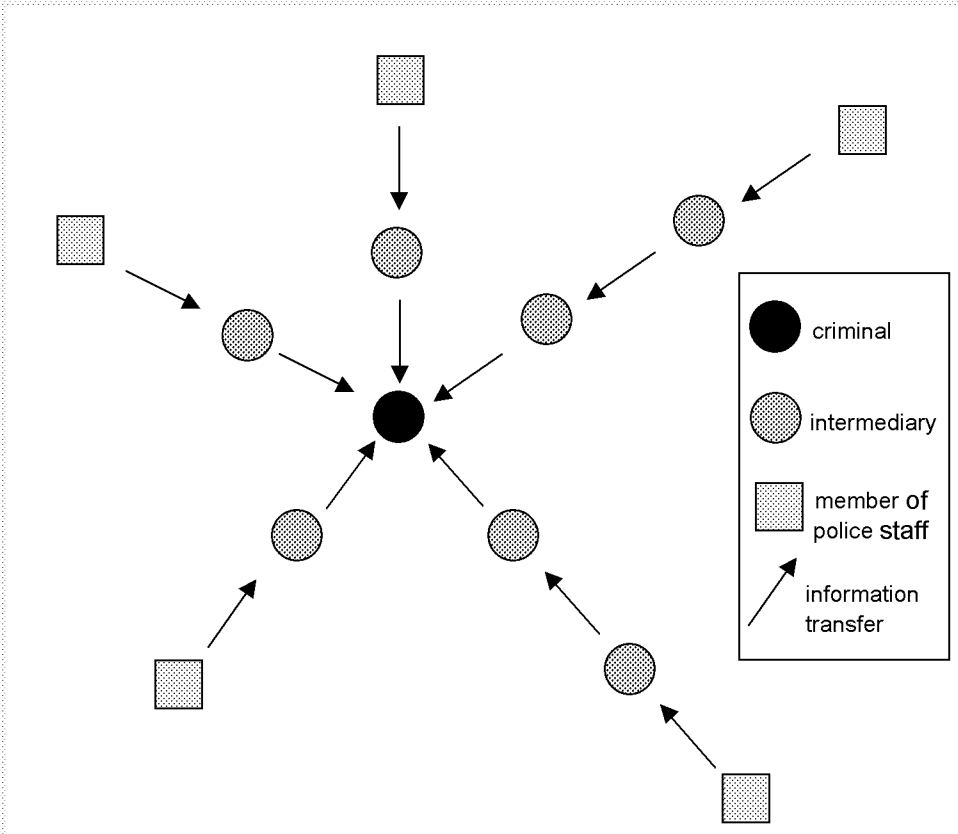 criminal
intermediary
member of
police staff
information
transfer